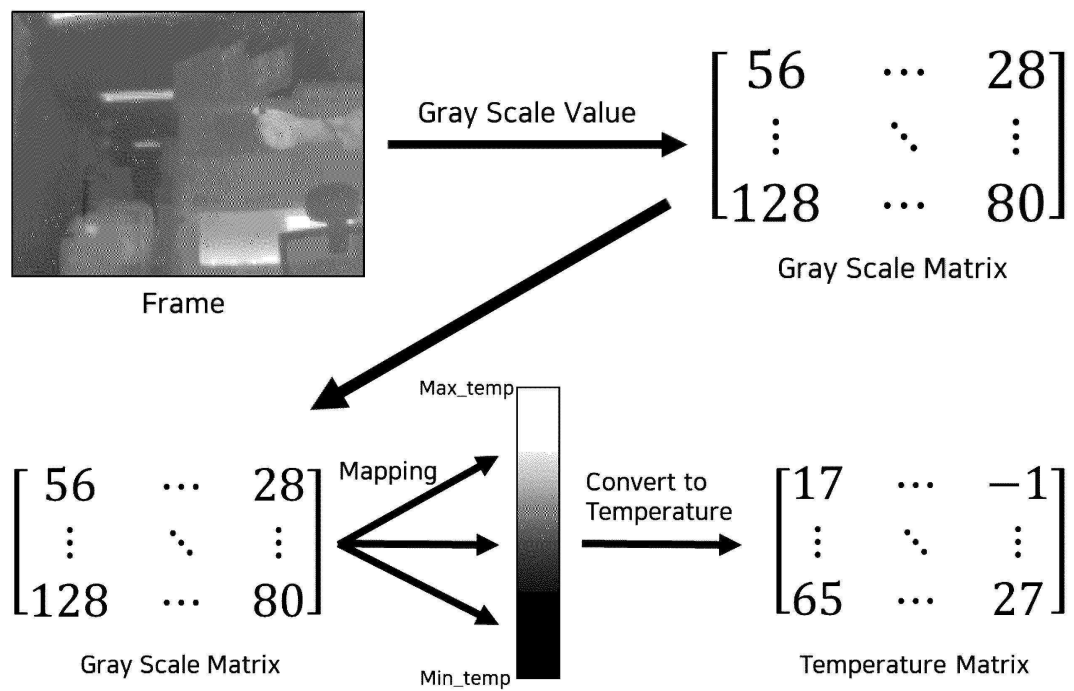 Gray Scale Value
56 ⋯ 28
⋮ ⋱ ⋮
128 ⋯ 80
Gray Scale Matrix
Frame
Max_temp
Mapping
56 ⋯ 28
⋮ ⋱ ⋮
128 ⋯ 80
Gray Scale Matrix
Min_temp
Convert to
Temperature
17 ⋯ −1
⋮ ⋱ ⋮
65 ⋯ 27
Temperature Matrix